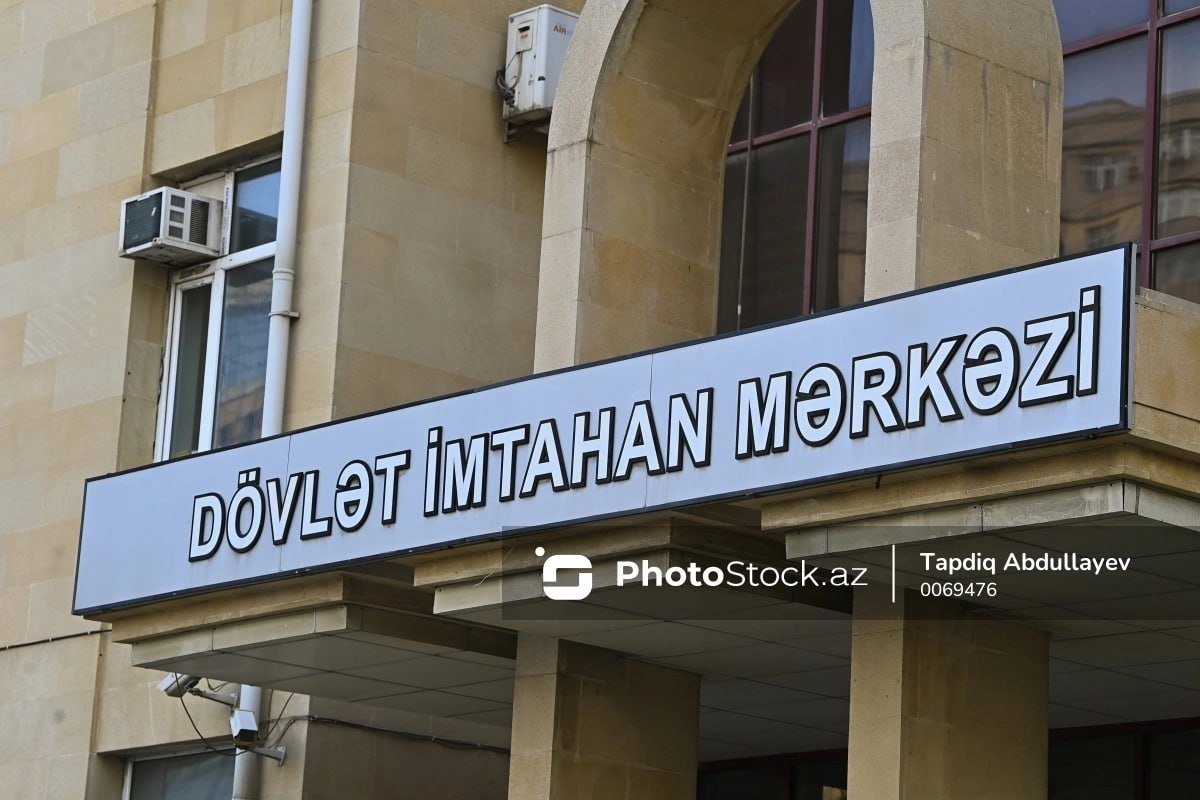 DÖVLƏT İMTAHAN MƏRKƏZİ
PhotoStock.az
Tapdiq Abdullayev
0069476